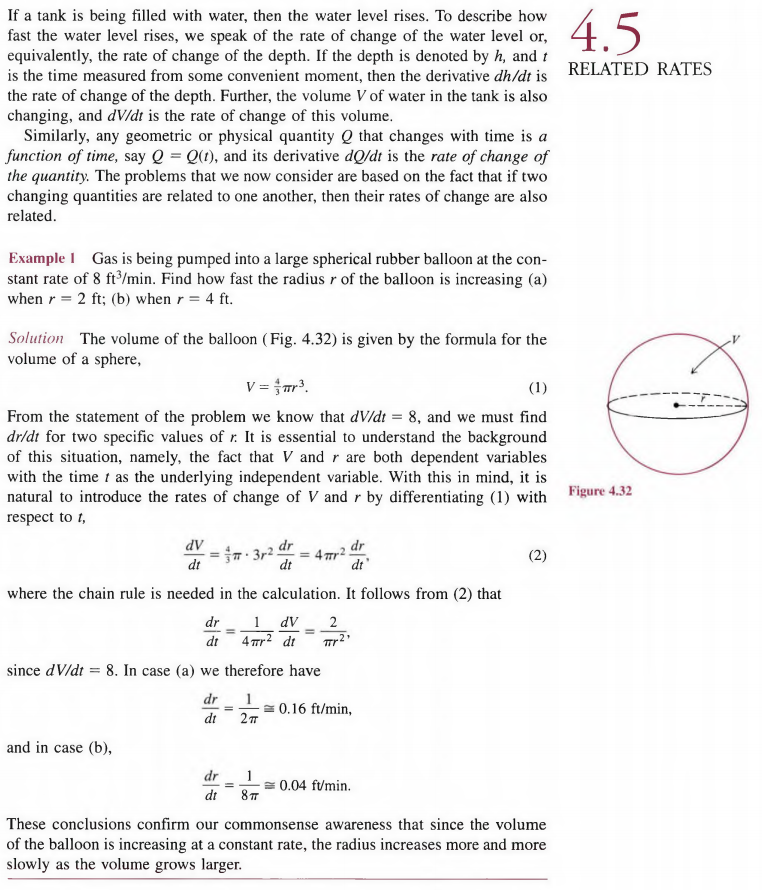 4.5
RELATED RATES
If a tank is being filled with water, then the water level rises. To describe how
fast the water level rises, we speak of the rate of change of the water level or,
equivalently, the rate of change of the depth. If the depth is denoted by h, and t
is the time measured from some convenient moment, then the derivative dh/dt is
the rate of change of the depth. Further, the volume V of water in the tank is also
changing, and dV/dt is the rate of change of this volume.
Similarly, any geometric or physical quantity Q that changes with time is a
function of time, say Q = Q(t), and its derivative dQ/dt is the rate of change of
the quantity. The problems that we now consider are based on the fact that if two
changing quantities are related to one another, then their rates of change are also
related.
Example 1 Gas is being pumped into a large spherical rubber balloon at the con-
stant rate of 8 ft³/min. Find how fast the radius r of the balloon is increasing (a)
when r = 2 ft; (b) when r = 4 ft.
Solution The volume of the balloon (Fig. 4.32) is given by the formula for the
volume of a sphere,
V = 4/3 πr³. (1)
From the statement of the problem we know that dV/dt = 8, and we must find
dr/dt for two specific values of r. It is essential to understand the background
of this situation, namely, the fact that V and r are both dependent variables
with the time t as the underlying independent variable. With this in mind, it is
natural to introduce the rates of change of V and r by differentiating (1) with
respect to t,
dV/dt = 4/3 π · 3r² dr/dt = 4πr² dr/dt, (2)
where the chain rule is needed in the calculation. It follows from (2) that
dr/dt = 1/4πr² dV/dt = 2/πr²,
since dV/dt = 8. In case (a) we therefore have
dr/dt = 1/2π ≅ 0.16 ft/min,
and in case (b),
dr/dt = 1/8π ≅ 0.04 ft/min.
These conclusions confirm our commonsense awareness that since the volume
of the balloon is increasing at a constant rate, the radius increases more and more
slowly as the volume grows larger.
V
r
Figure 4.32